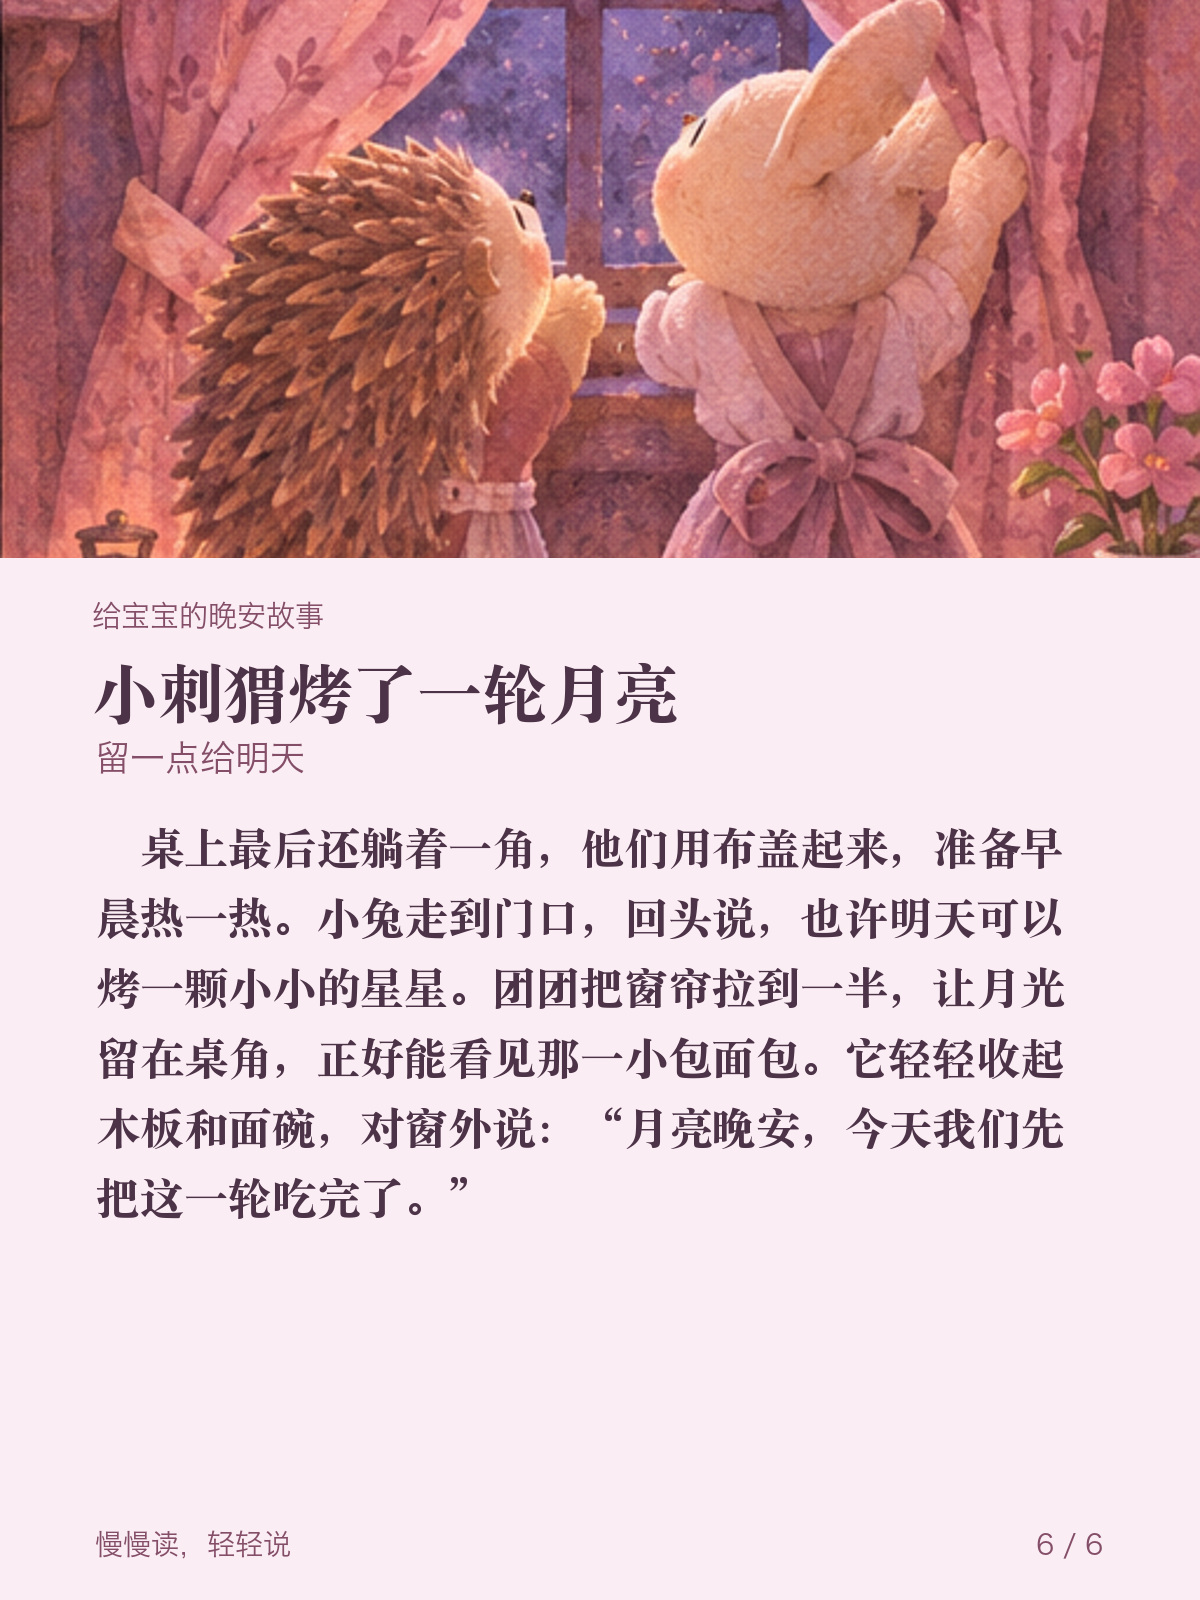 给宝宝的晚安故事
小刺猬烤了一轮月亮
留一点给明天
桌上最后还躺着一角，他们用布盖起来，准备早
晨热一热。小兔走到门口，回头说，也许明天可以
烤一颗小小的星星。团团把窗帘拉到一半，让月光
留在桌角，正好能看见那一小包面包。它轻轻收起
木板和面碗，对窗外说：“月亮晚安，今天我们先
把这一轮吃完了。”
慢慢读，轻轻说
6 / 6